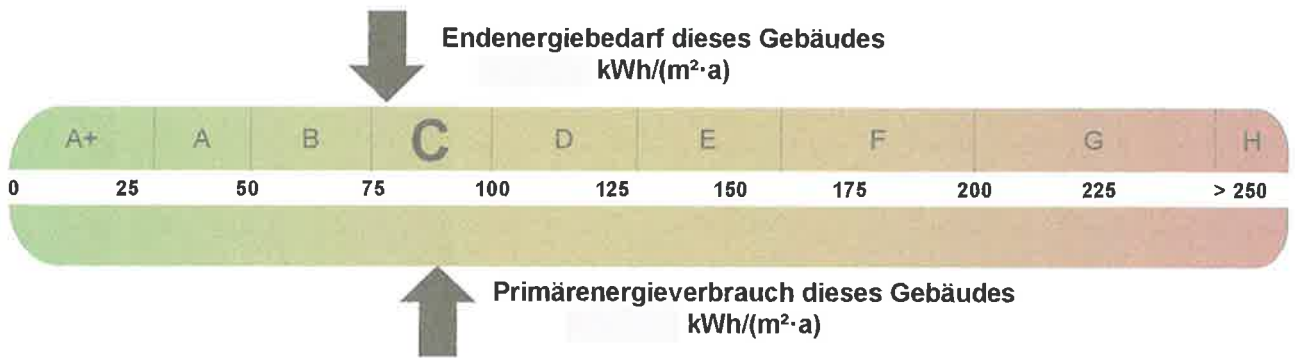 Endenergiebedarf dieses Gebäudes
kWh/(m²·a)
A+ A B C D E F G H
0 25 50 75 100 125 150 175 200 225 > 250
Primärenergieverbrauch dieses Gebäudes
kWh/(m²·a)